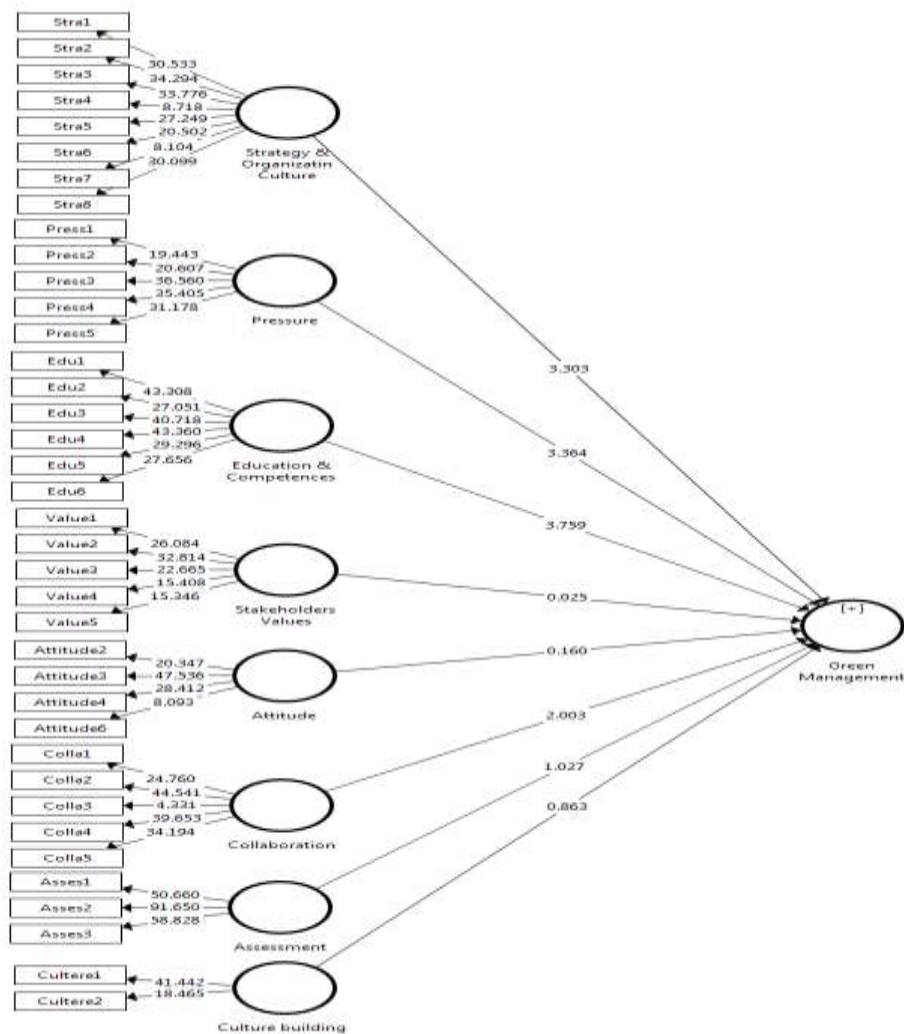 Stra1
Stra2
30.533
34.294
Stra3
33.776
Stra4
8.718
27.249
Stra5
20.502
Stra6
8.104
30.099
Stra7
Stra8
Strategy &
Organizatin
Culture
Press1
Press2
19.443
20.607
Press3
36.560
Press4
35.405
31.178
Press5
Pressure
3.303
3.364
Edu1
Edu2
43.308
27.051
Edu3
40.718
Edu4
43.360
29.296
Edu5
27.656
Edu6
Education &
Competences
3.759
Value1
Value2
26.084
32.814
Value3
22.665
Value4
15.408
15.346
Value5
Stakeholders
Values
0.025
[+]
Green
Management
Attitude2
20.347
Attitude3
47.536
28.412
Attitude4
8.093
Attitude6
Attitude
0.160
2.003
Colla1
Colla2
24.760
44.541
Colla3
4.331
Colla4
39.653
34.194
Colla5
Collaboration
1.027
0.863
Asses1
50.660
Asses2
91.650
58.828
Asses3
Assessment
Cultere1
41.442
18.465
Cultere2
Culture building